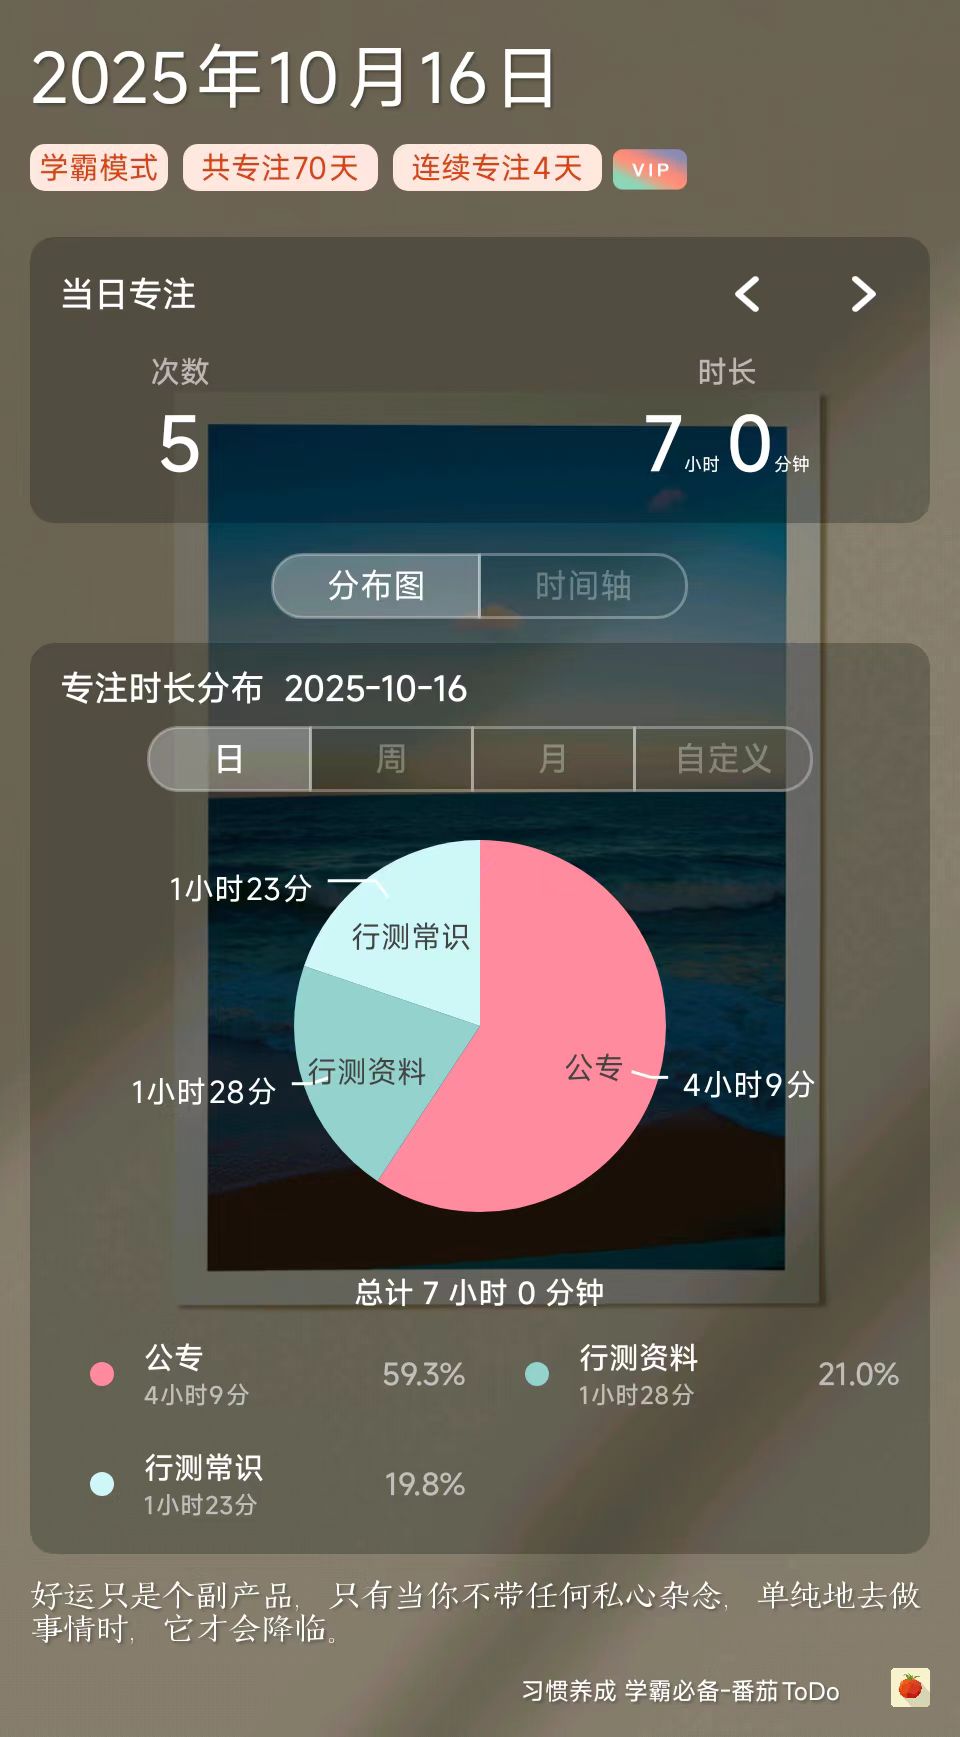 2025年10月16日
学霸模式 共专注70天 连续专注4天 VIP
当日专注
次数 时长
5 7小时0分钟
分布图 时间轴
专注时长分布 2025-10-16
日 周 月 自定义
1小时23分
行测常识
公专
行测资料
4小时9分
1小时28分
总计 7 小时 0 分钟
公专 59.3% 行测资料 21.0%
4小时9分 1小时28分
行测常识 19.8%
1小时23分
好运只是个副产品，只有当你不带任何私心杂念，单纯地去做
事情时，它才会降临。
习惯养成 学霸必备-番茄ToDo